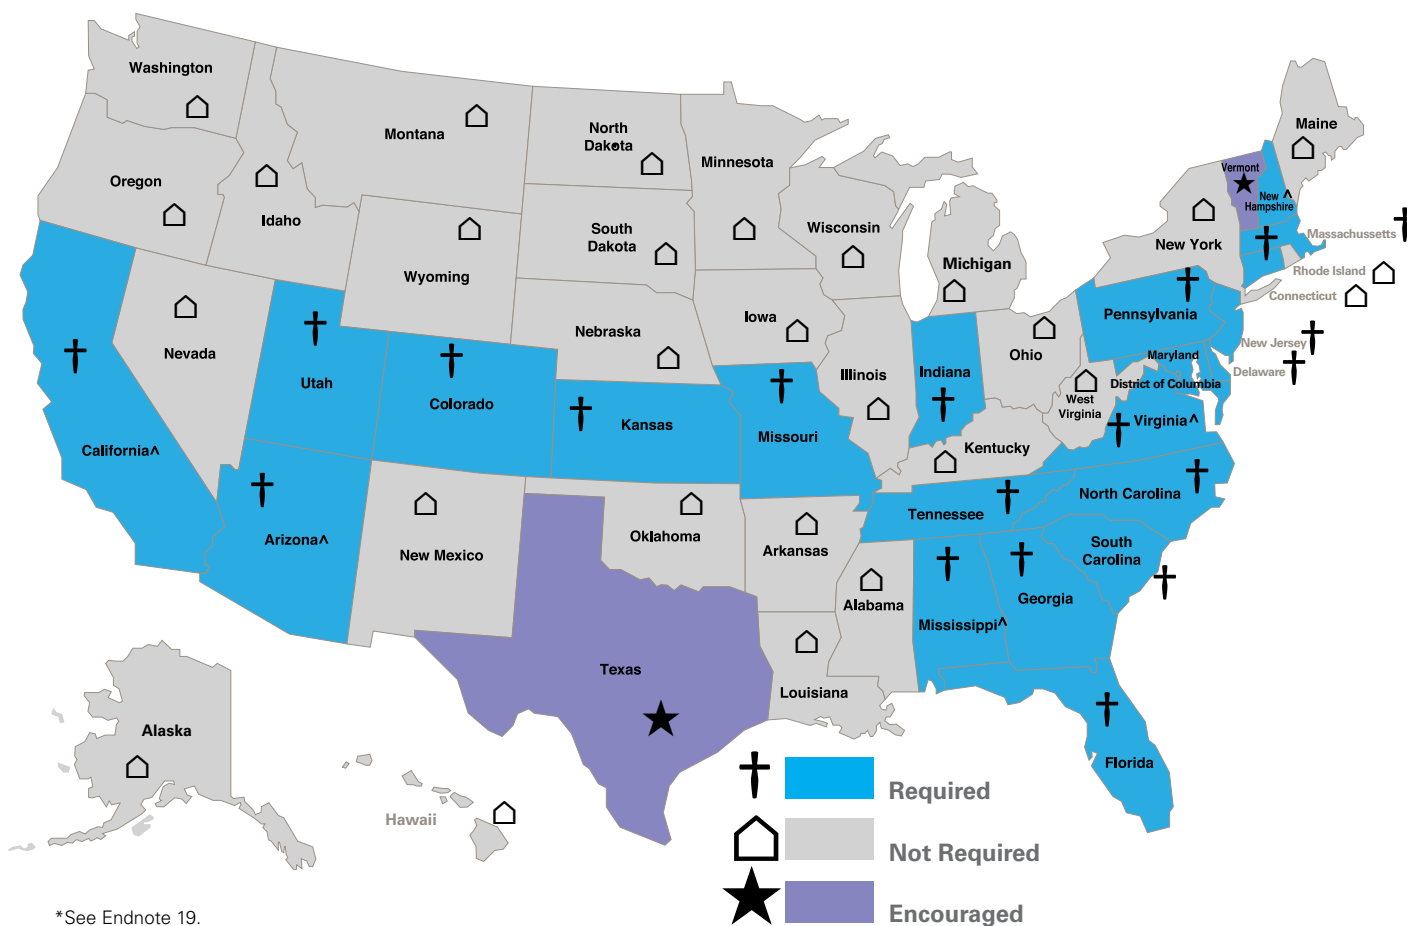 Washington
Montana
North
Dakota
Minnesota
Maine
Oregon
Idaho
Vermont
New ^
Hampshire
South
Dakota
Wisconsin
Massachussetts
New York
Wyoming
Michigan
Rhode Island
Connecticut
Nebraska
Iowa
Pennsylvania
Nevada
Ohio
New Jersey
Maryland
Utah
Illinois
Indiana
Delaware
District of Columbia
Colorado
West
Virginia
Kansas
Missouri
Virginia^
California^
Kentucky
North Carolina
Tennessee
Arizona^
New Mexico
Oklahoma
Arkansas
South
Carolina
Alabama
Georgia
Mississippi^
Texas
Louisiana
Alaska
Florida
Hawaii
Required
Not Required
Encouraged
*See Endnote 19.